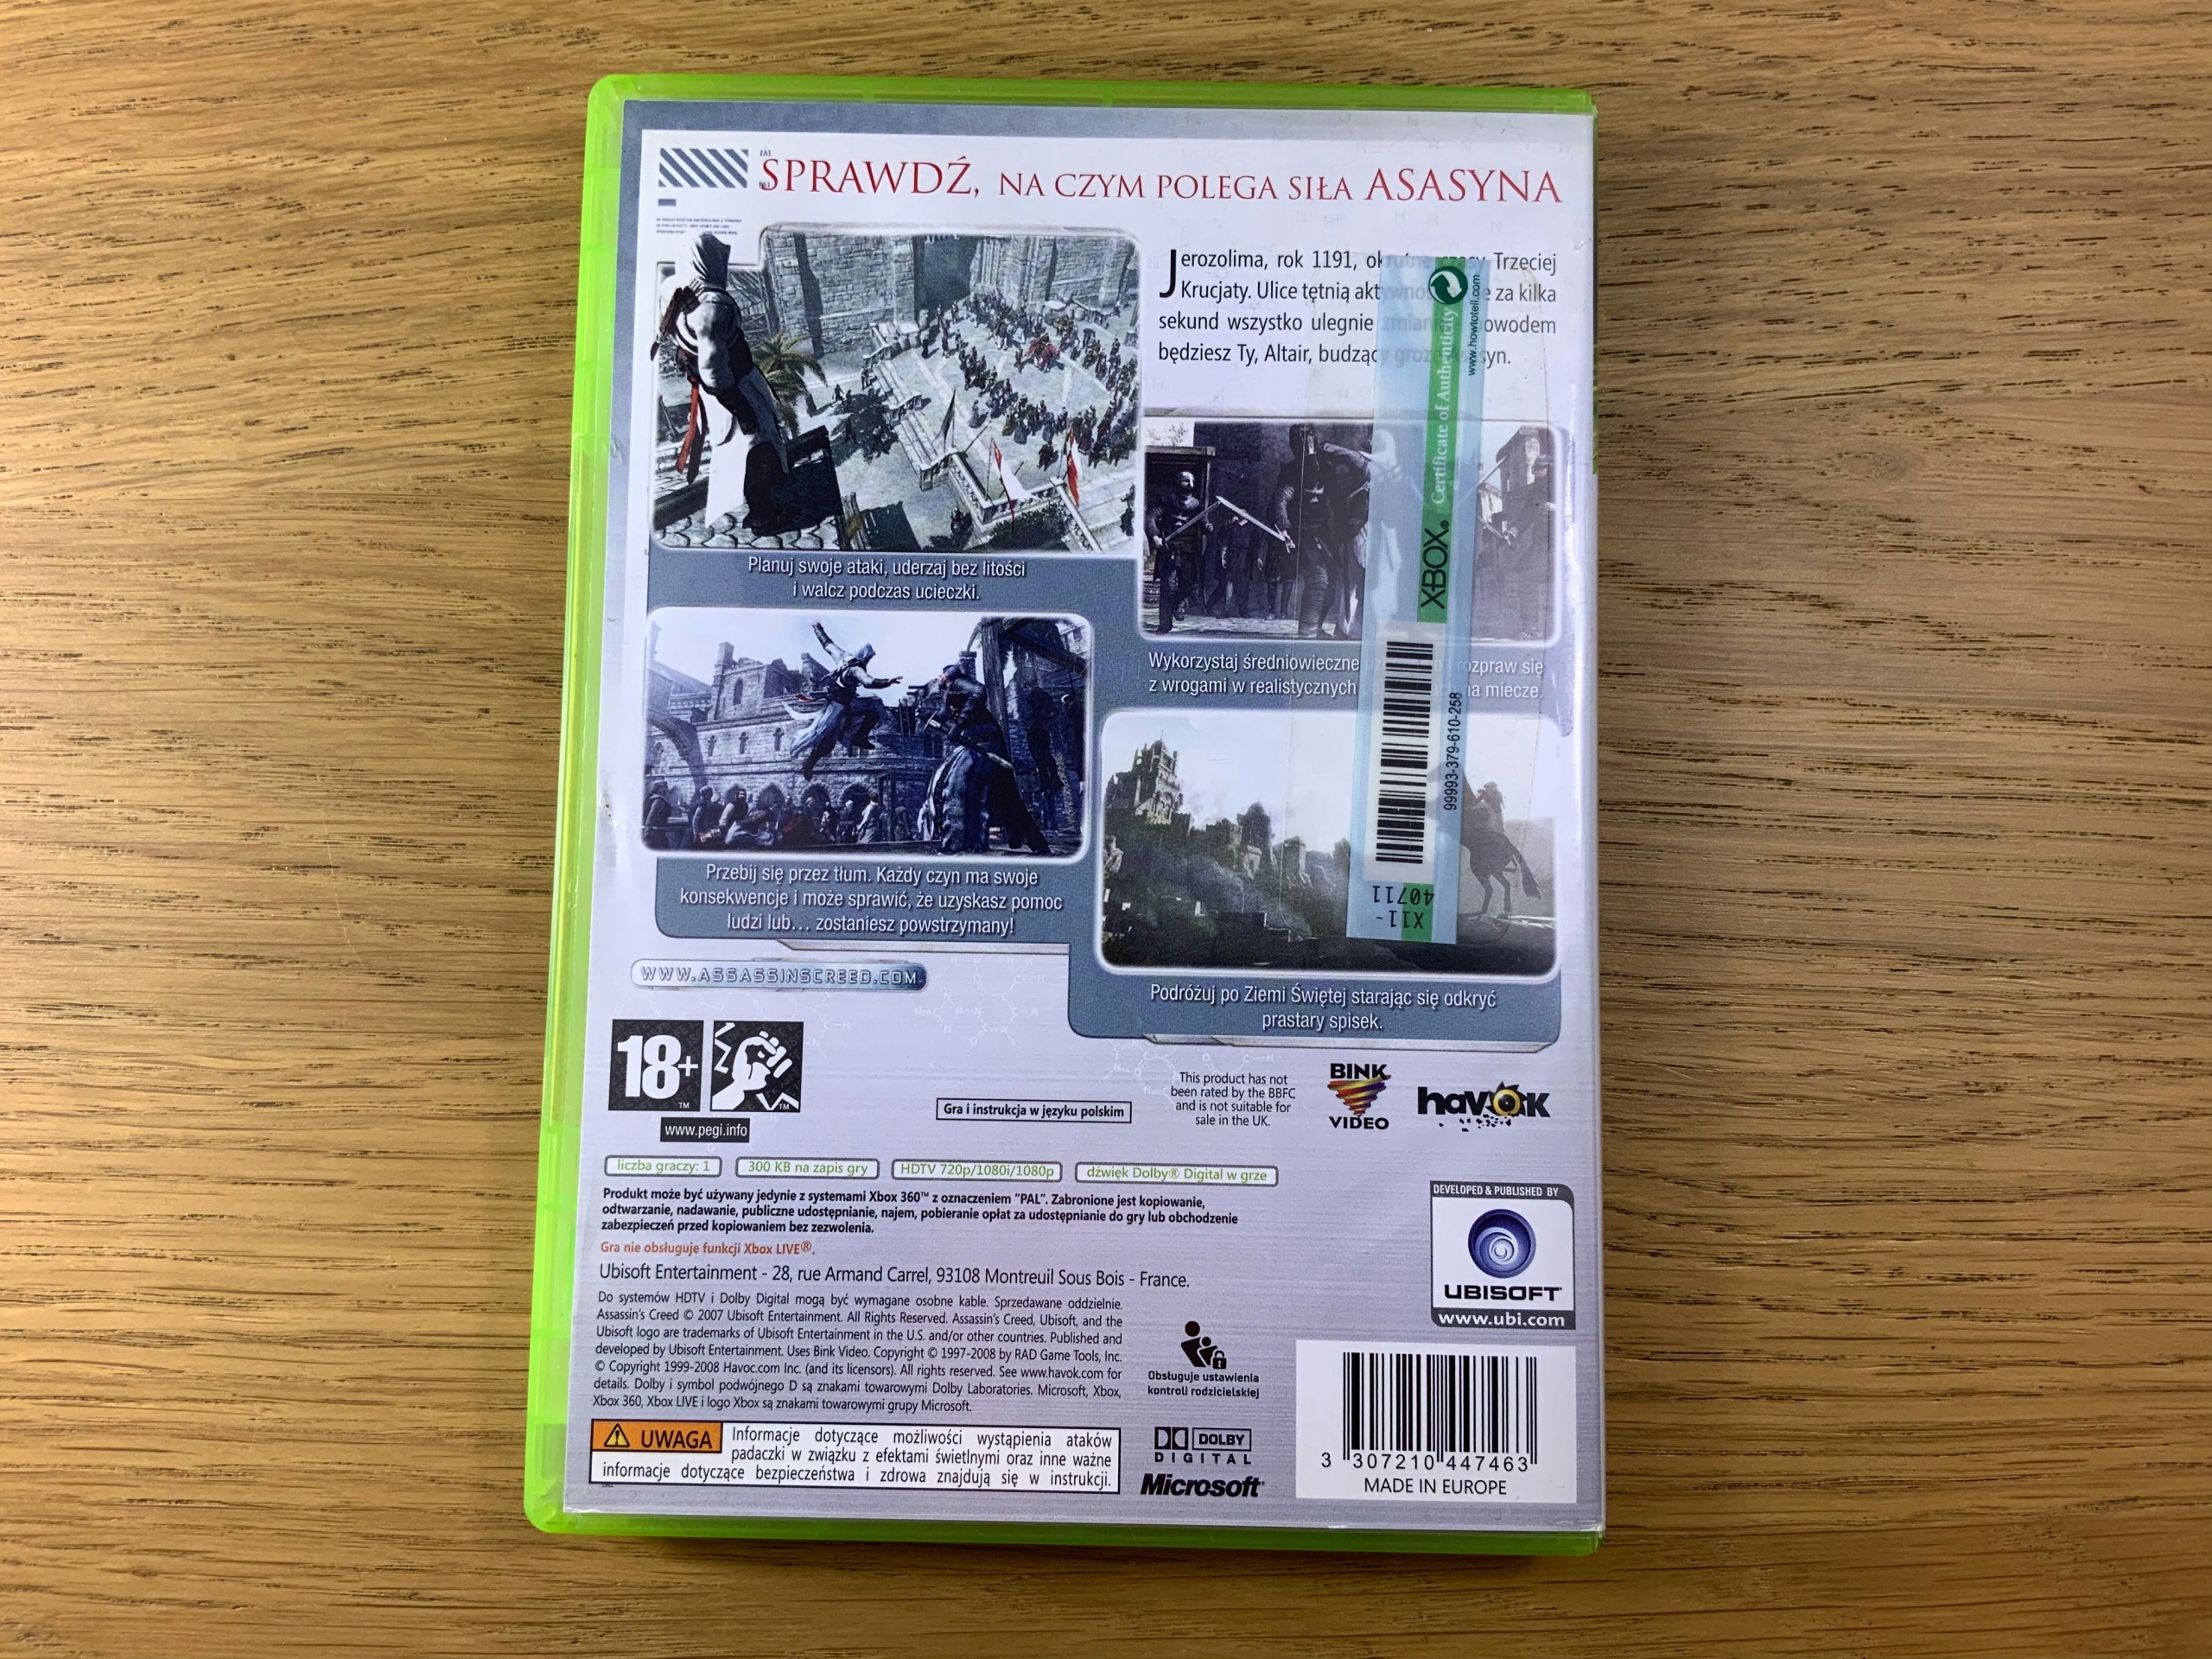 SPRAWDŹ, NA CZYM POLEGA SIŁA ASASYNA
Jerozolima, rok 1191, okrutne czasy Trzeciej
Krucjaty. Ulice tętnią za kilka
sekund wszystko ulegnie zmianie
będziesz Ty, Altair, budzący grozę
Planuj swoje ataki, uderzaj bez litości
i walcz podczas ucieczki.
Wykorzystaj średniowieczne rozpraw się
z wrogami w realistycznych na miecze.
Przebij się przez tłum. Każdy czyn ma swoje
konsekwencje i może sprawić, że uzyskasz pomoc
ludzi lub... zostaniesz powstrzymany!
Podróżuj po Ziemi Świętej starając się odkryć
prastary spisek.
XBOX® Certificate of Authenticity
www.howtotell.com
99993-379-610-258
X11-
40711
WWW.ASSASSINSCREED.COM
18+
TM
TM
www.pegi.info
Gra i instrukcja w języku polskim
This product has not
been rated by the BBFC
and is not suitable for
sale in the UK.
BINK
VIDEO
havok
liczba graczy: 1
300 KB na zapis gry
HDTV 720p/1080i/1080p
dźwięk Dolby® Digital w grze
Produkt może być używany jedynie z systemami Xbox 360™ z oznaczeniem "PAL". Zabronione jest kopiowanie,
odtwarzanie, nadawanie, publiczne udostępnianie, najem, pobieranie opłat za udostępnianie do gry lub obchodzenie
zabezpieczeń przed kopiowaniem bez zezwolenia.
Gra nie obsługuje funkcji Xbox LIVE®.
Ubisoft Entertainment - 28, rue Armand Carrel, 93108 Montreuil Sous Bois - France.
Do systemów HDTV i Dolby Digital mogą być wymagane osobne kable. Sprzedawane oddzielnie.
Assassin's Creed © 2007 Ubisoft Entertainment. All Rights Reserved. Assassin's Creed, Ubisoft, and the
Ubisoft logo are trademarks of Ubisoft Entertainment in the U.S. and/or other countries. Published and
developed by Ubisoft Entertainment. Uses Bink Video. Copyright © 1997-2008 by RAD Game Tools, Inc.
© Copyright 1999-2008 Havoc.com Inc. (and its licensors). All rights reserved. See www.havok.com for
details. Dolby i symbol podwójnego D są znakami towarowymi Dolby Laboratories. Microsoft, Xbox,
Xbox 360, Xbox LIVE i logo Xbox są znakami towarowymi grupy Microsoft.
DEVELOPED & PUBLISHED BY
UBISOFT
www.ubi.com
Obsługuje ustawienia
kontroli rodzicielskiej
UWAGA
Informacje dotyczące możliwości wystąpienia ataków
padaczki w związku z efektami świetlnymi oraz inne ważne
informacje dotyczące bezpieczeństwa i zdrowa znajdują się w instrukcji.
DOLBY
DIGITAL
Microsoft
3 307210 447463
MADE IN EUROPE